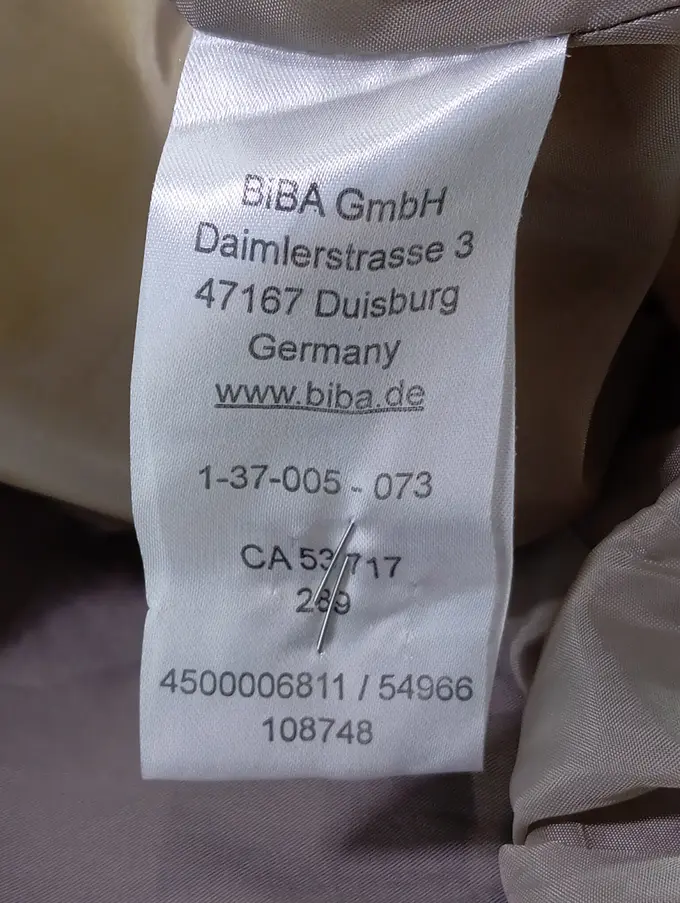 BiBA GmbH
Daimlerstrasse 3
47167 Duisburg
Germany
www.biba.de
1-37-005 - 073
CA 53717
289
4500006811 / 54966
108748